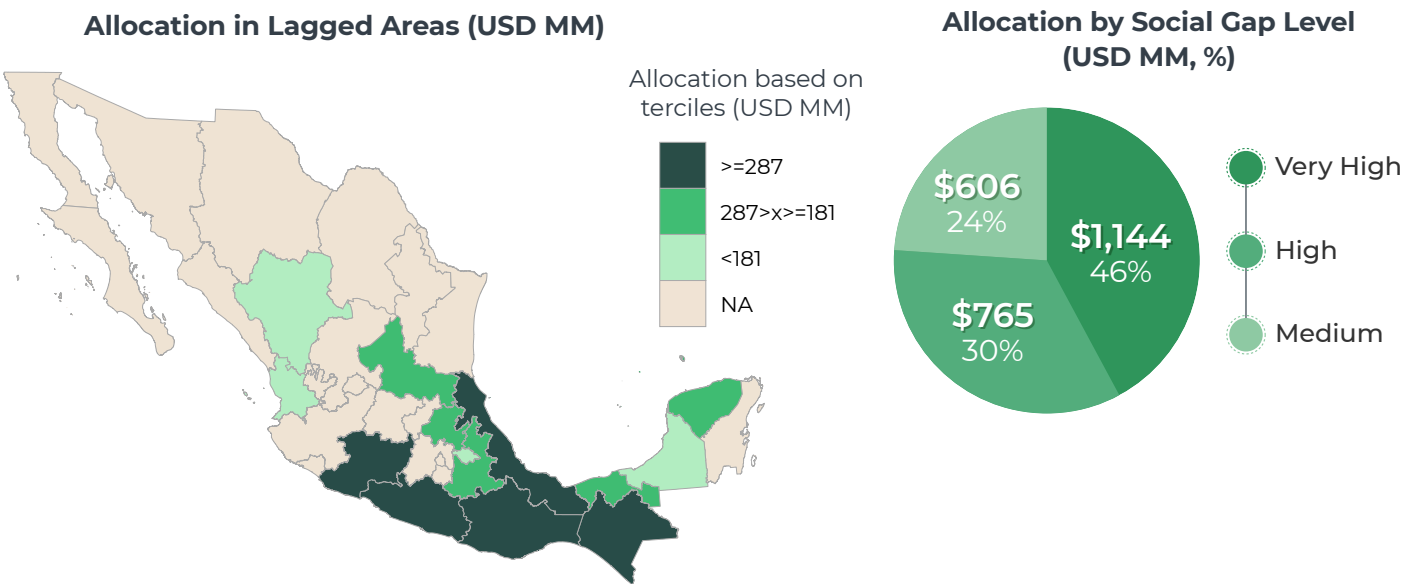 Allocation in Lagged Areas (USD MM)
Allocation based on
terciles (USD MM)
>=287
287>x>=181
<181
NA
Allocation by Social Gap Level
(USD MM, %)
$606
24%
$1,144
46%
$765
30%
Very High
High
Medium